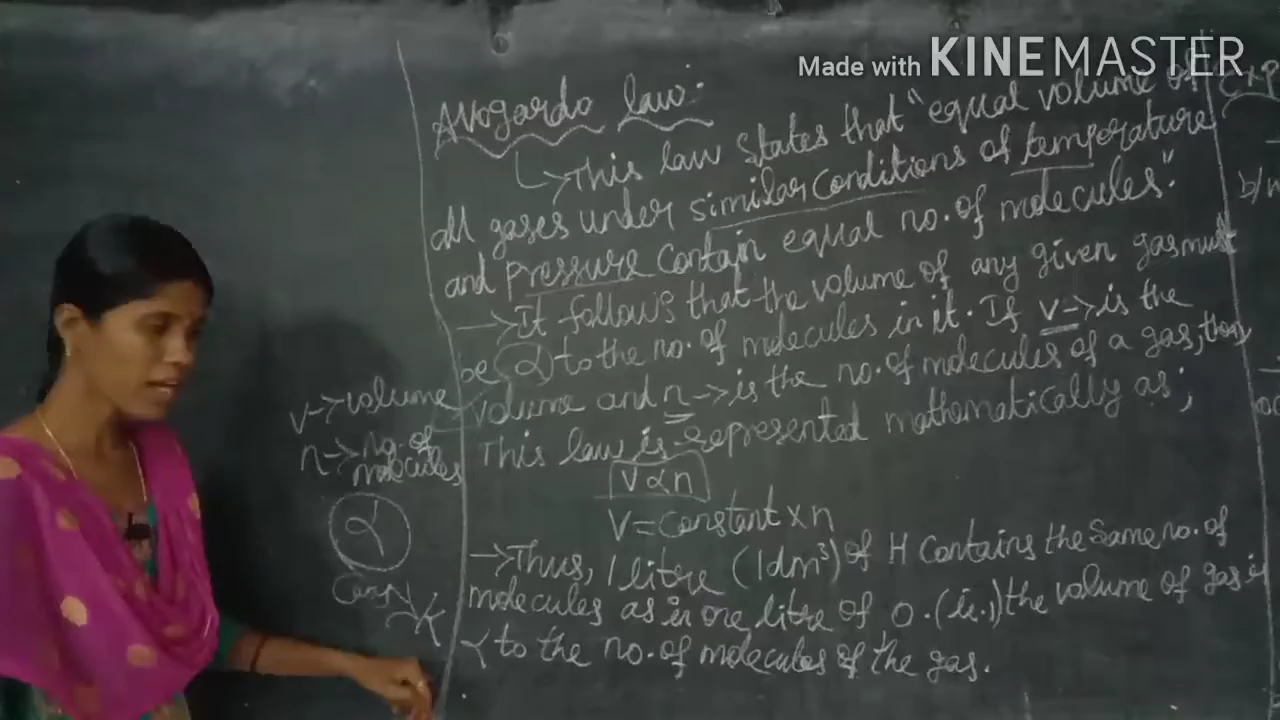 Made with KINEMASTER
Avogardo law:
↳ This law states that "equal volume of
all gases under similar conditions of temperature
and pressure contain equal no. of molecules."
→ It follows that the volume of any given gas must
be ∝ to the no. of molecules in it. If v → is the
volume and n → is the no. of molecules of a gas, then
This law is represented mathematically as;
V ∝ n
V = Constant x n
→ Thus, 1 litre (1dm³) of H contains the same no. of
molecules as in one litre of O. (ie.,) the volume of gas is
∝ to the no. of molecules of the gas.
v → volume
n → no. of
molecules
∝
K
Exp